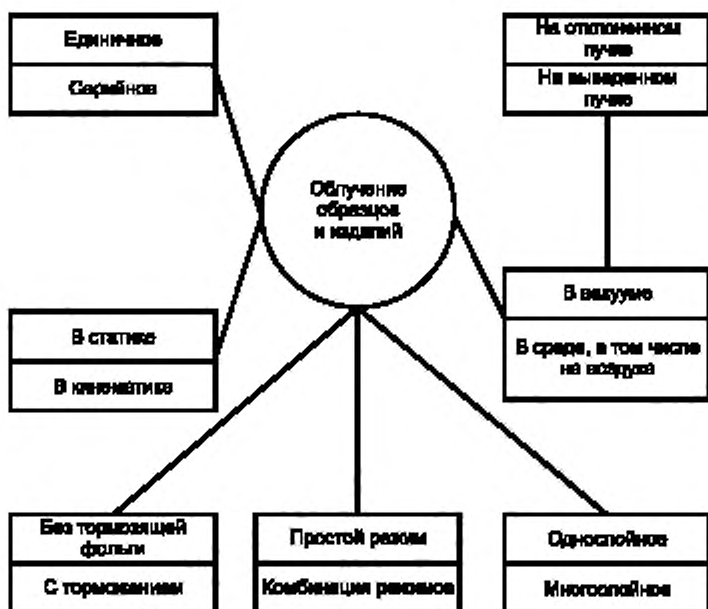 Единичное
Серийное
На отклоненном
пучке
На выведенном
пучке
Облучение
образцов
и изделий
В статике
В кинематике
В вакууме
В среде, в том числе
на воздухе
Без тормозящей
фольги
С торможением
Простой режим
Комбинация режимов
Однослойное
Многослойное